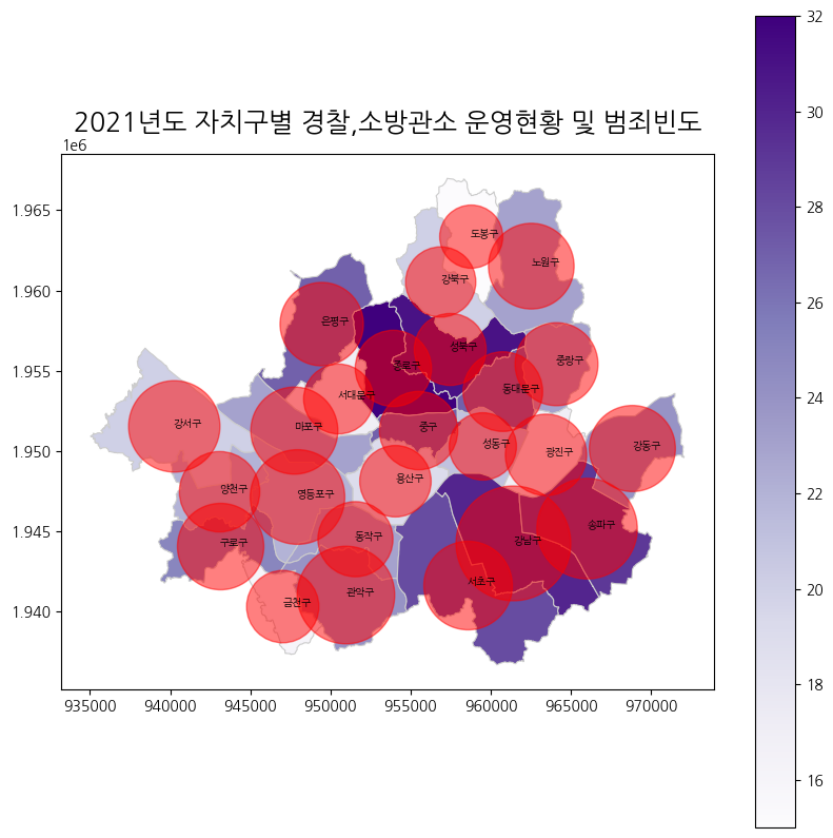 2021년도 자치구별 경찰,소방관소 운영현황 및 범죄빈도
1e6
32
30
28
26
24
22
20
18
16
1.965
1.960
1.955
1.950
1.945
1.940
도봉구
노원구
강북구
은평구
성북구
중랑구
종로구
동대문구
서대문구
강서구
마포구
중구
성동구
강동구
광진구
용산구
양천구
영등포구
송파구
동작구
강남구
구로구
서초구
관악구
금천구
935000 940000 945000 950000 955000 960000 965000 970000